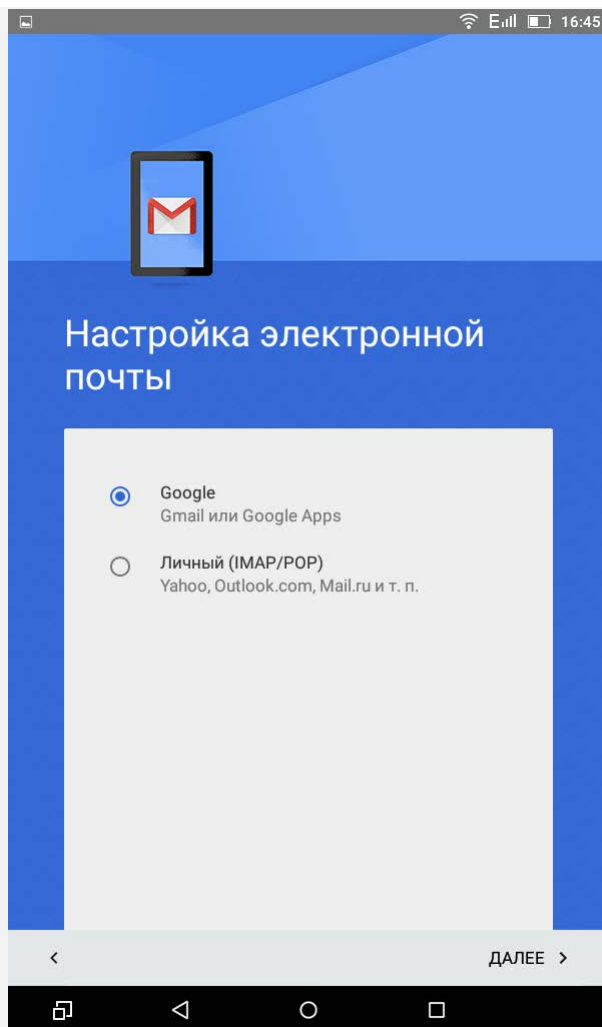 E 16:45
Настройка электронной
почты
Google
Gmail или Google Apps
Личный (IMAP/POP)
Yahoo, Outlook.com, Mail.ru и т. п.
ДАЛЕЕ